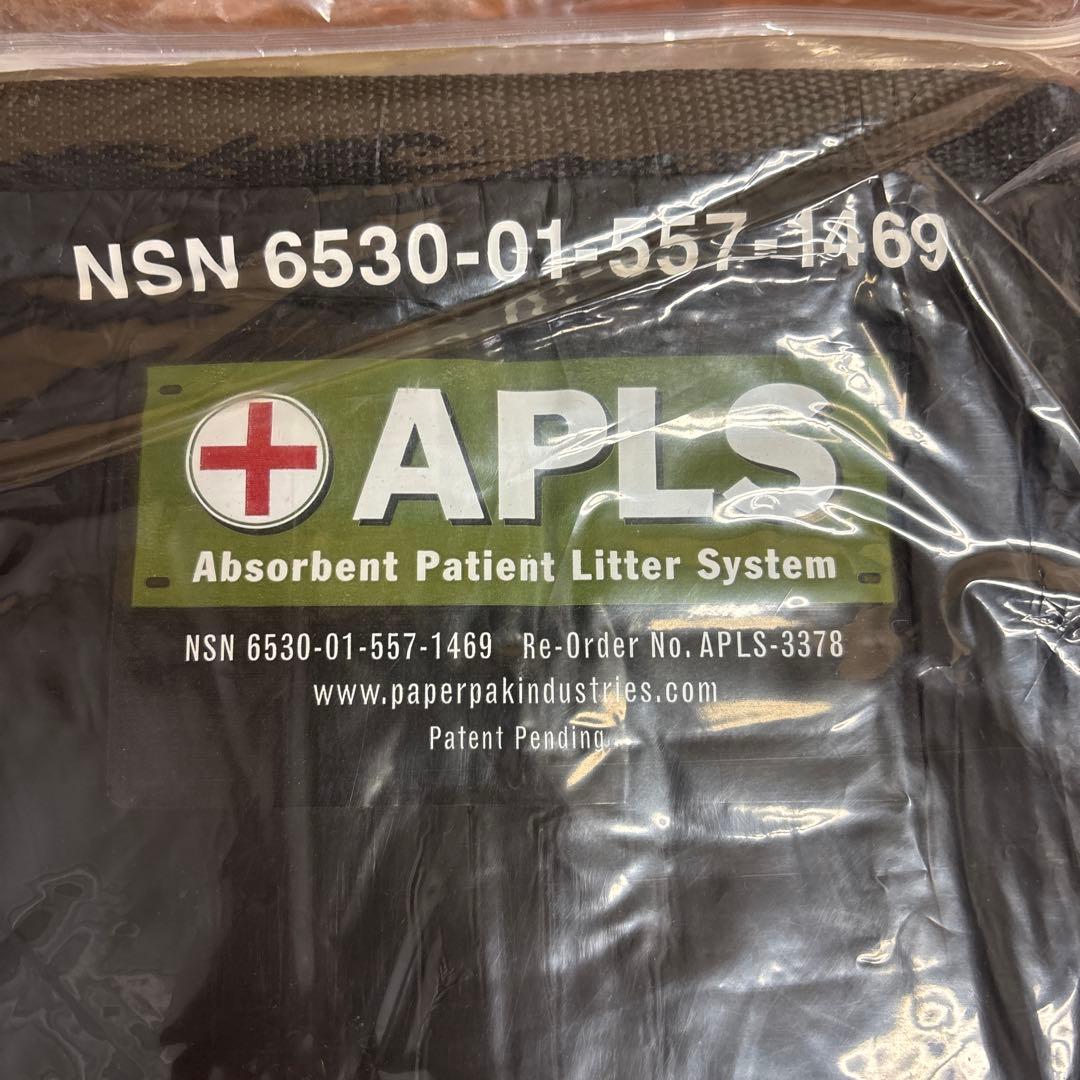 NSN 6530-01-557-1469
APLS
Absorbent Patient Litter System
NSN 6530-01-557-1469 Re-Order No. APLS-3378
www.paperpakindustries.com
Patent Pending